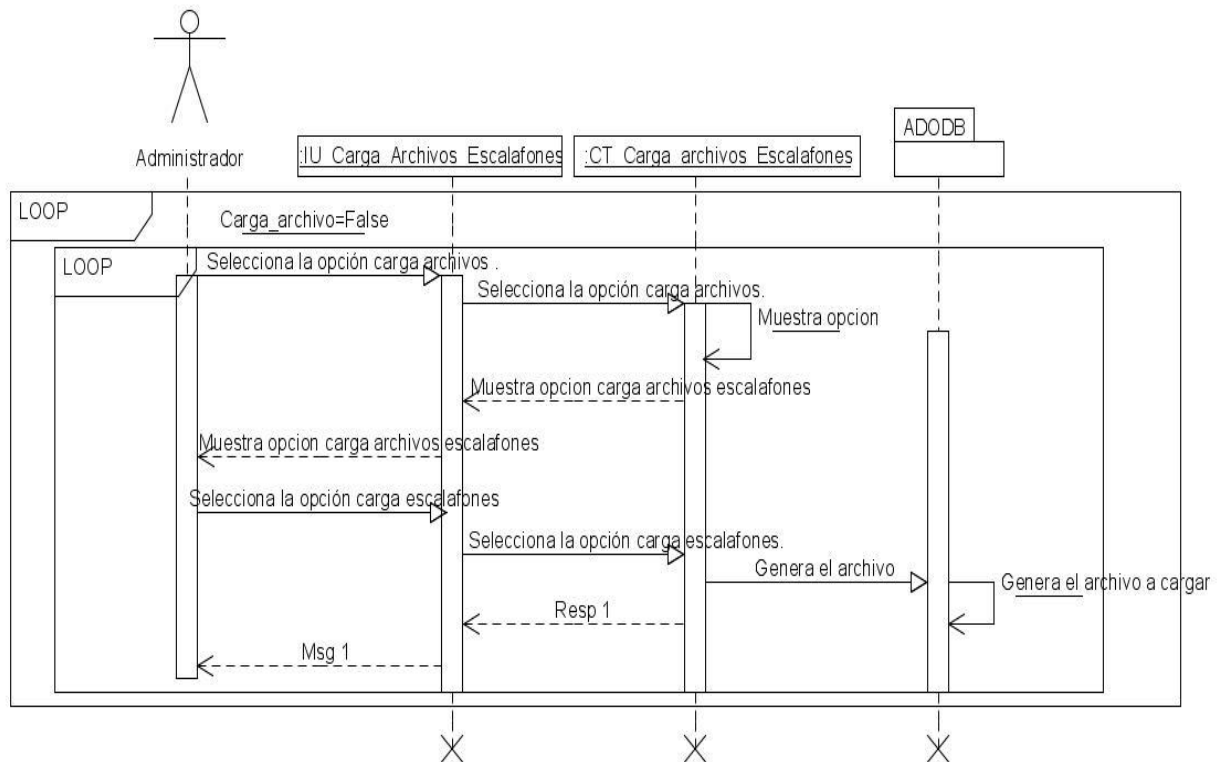 ADODB
Administrador
:IU_Carga_Archivos_Escalafones
:CT_Carga_archivos_Escalafones
LOOP
Carga_archivo=False
LOOP
Selecciona la opción carga archivos .
Selecciona la opción carga archivos.
Muestra opcion
Muestra opcion carga archivos escalafones
Muestra opcion carga archivos escalafones
Selecciona la opción carga escalafones
Selecciona la opción carga escalafones.
Genera el archivo
Genera el archivo a cargar
Resp 1
Msg 1